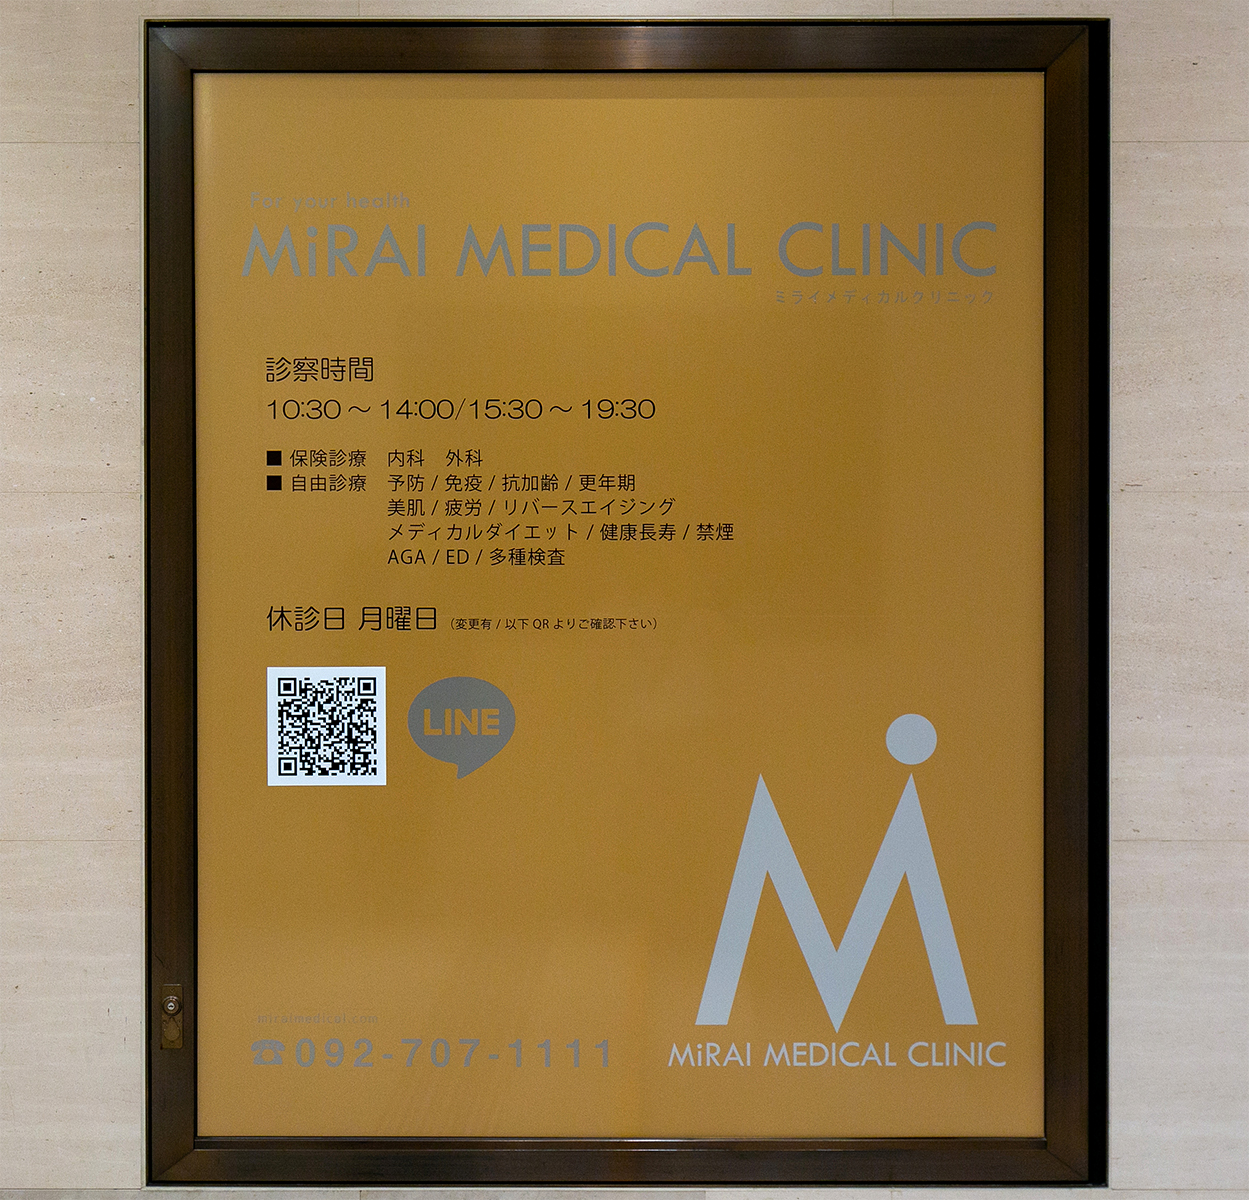 For your health
MiRAI MEDICAL CLINIC
ミライメディカルクリニック
診察時間
10:30～14:00/15:30～19:30
■ 保険診療 内科 外科
■ 自由診療 予防 / 免疫 / 抗加齢 / 更年期
美肌 / 疲労 / リバースエイジング
メディカルダイエット / 健康長寿 / 禁煙
AGA / ED / 多種検査
休診日 月曜日（変更有 / 以下 QR よりご確認下さい）
LINE
miraimedical.com
☎092-707-1111
MiRAI MEDICAL CLINIC